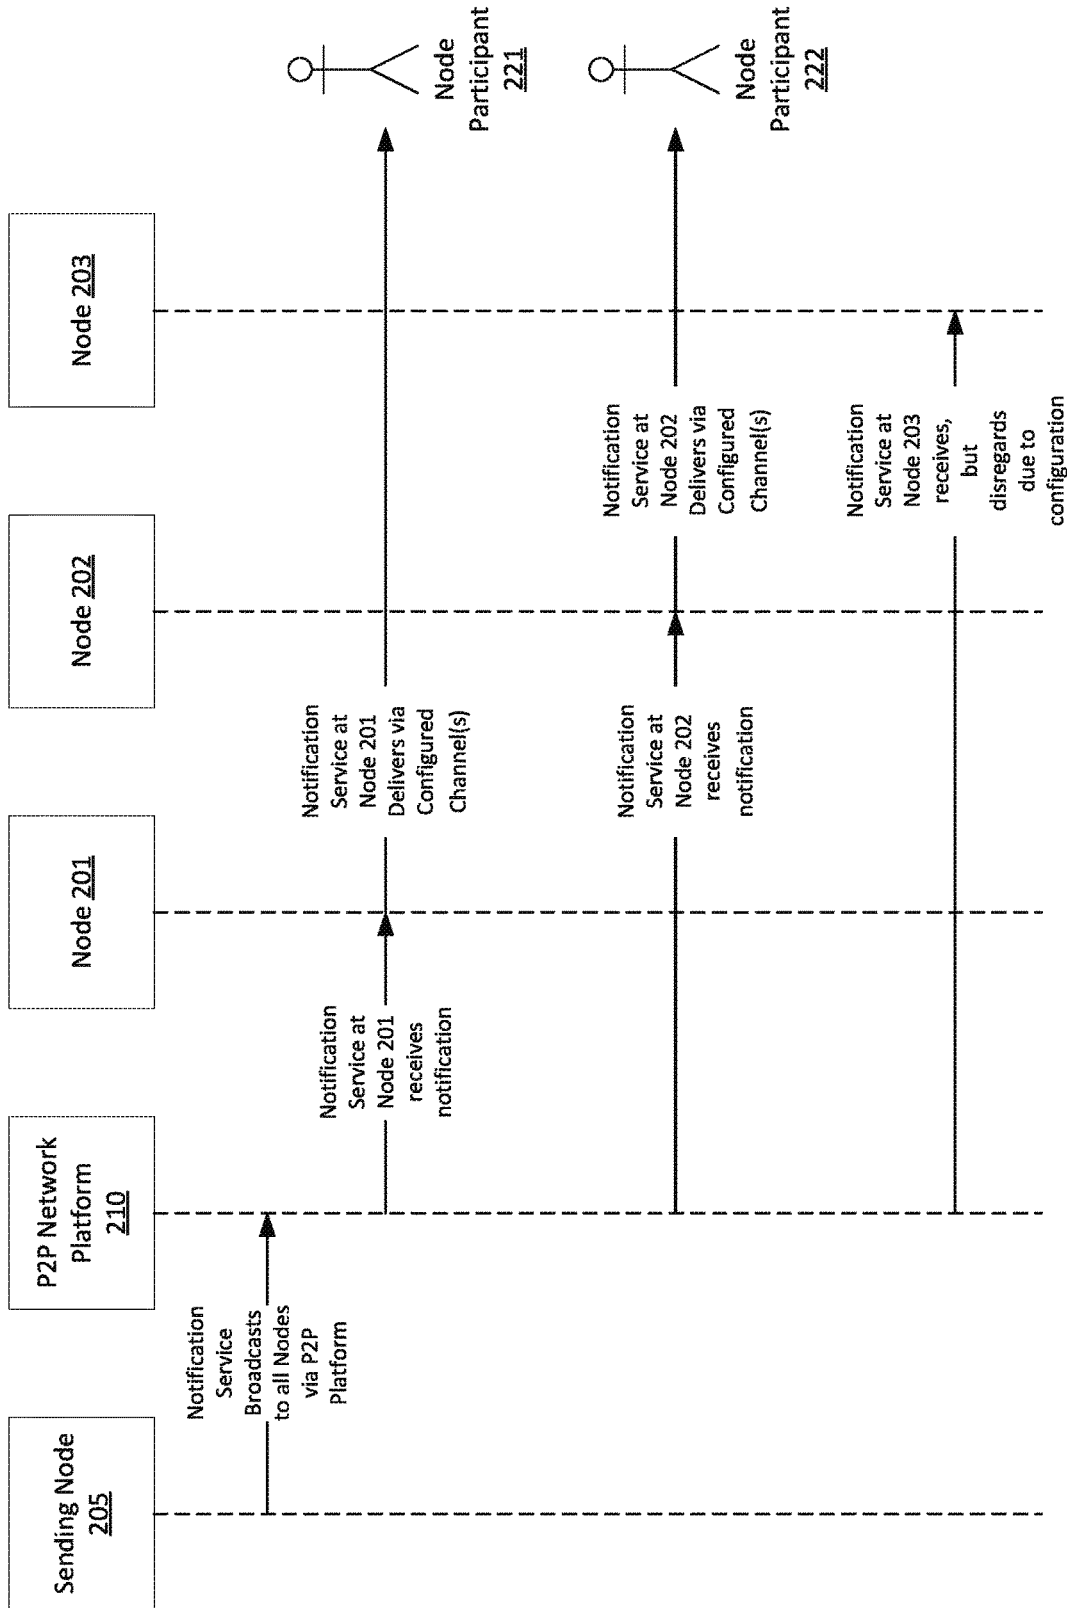 Sending Node
205
P2P Network
Platform
210
Node 201
Node 202
Node 203
Notification
Service
Broadcasts
to all Nodes
via P2P
Platform
Notification
Service at
Node 201
receives
notification
Notification
Service at
Node 201
Delivers via
Configured
Channel(s)
Node
Participant
221
Notification
Service at
Node 202
receives
notification
Notification
Service at
Node 202
Delivers via
Configured
Channel(s)
Node
Participant
222
Notification
Service at
Node 203
receives,
but
disregards
due to
configuration